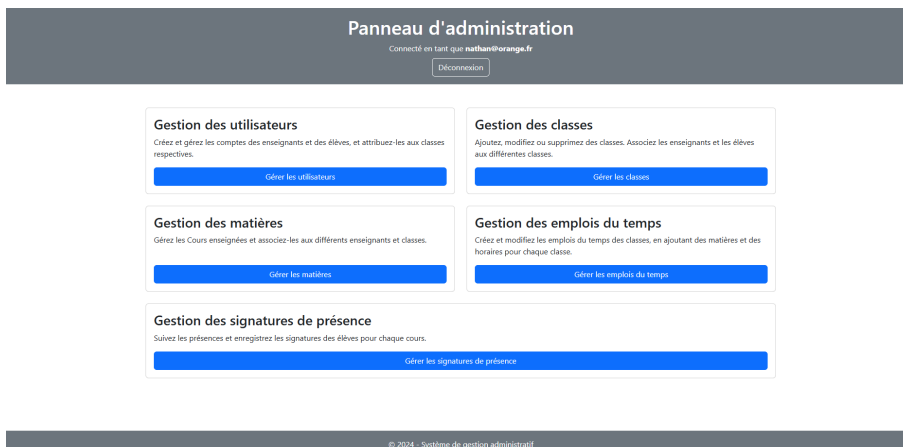 Panneau d'administration
Connecté en tant que nathan@orange.fr
Déconnexion
Gestion des utilisateurs
Créez et gérez les comptes des enseignants et des élèves, et attribuez-les aux classes
respectives.
Gérer les utilisateurs
Gestion des classes
Ajoutez, modifiez ou supprimez des classes. Associez les enseignants et les élèves
aux différentes classes.
Gérer les classes
Gestion des matières
Gérez les Cours enseignées et associez-les aux différents enseignants et classes.
Gérer les matières
Gestion des emplois du temps
Créez et modifiez les emplois du temps des classes, en ajoutant des matières et des
horaires pour chaque classe.
Gérer les emplois du temps
Gestion des signatures de présence
Suivez les présences et enregistrez les signatures des élèves pour chaque cours.
Gérer les signatures de présence
© 2024 - Système de gestion administratif